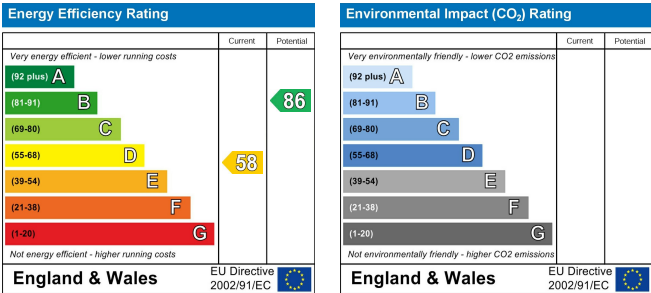 Energy Efficiency Rating
Current Potential
Very energy efficient - lower running costs
(92 plus) A
(81-91) B
86
(69-80) C
(55-68) D
58
(39-54) E
(21-38) F
(1-20) G
Not energy efficient - higher running costs
England & Wales
EU Directive
2002/91/EC
Environmental Impact (CO₂) Rating
Current Potential
Very environmentally friendly - lower CO2 emissions
(92 plus) A
(81-91) B
(69-80) C
(55-68) D
(39-54) E
(21-38) F
(1-20) G
Not environmentally friendly - higher CO2 emissions
England & Wales
EU Directive
2002/91/EC